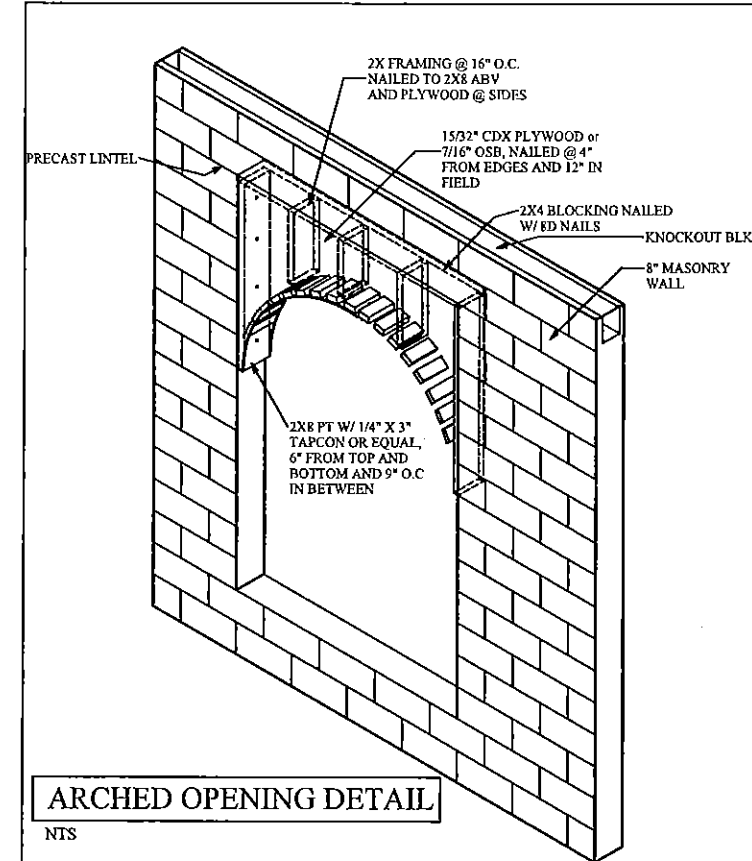 2X FRAMING @ 16" O.C.
NAILED TO 2X8 ABV
AND PLYWOOD @ SIDES
15/32" CDX PLYWOOD or
7/16" OSB, NAILED @ 4"
FROM EDGES AND 12" IN
FIELD
PRECAST LINTEL
2X4 BLOCKING NAILED
W/ 8D NAILS
KNOCKOUT BLK
8" MASONRY
WALL
2X8 PT W/ 1/4" X 3"
TAPCON OR EQUAL,
6" FROM TOP AND
BOTTOM AND 9" O.C
IN BETWEEN
ARCHED OPENING DETAIL
NTS